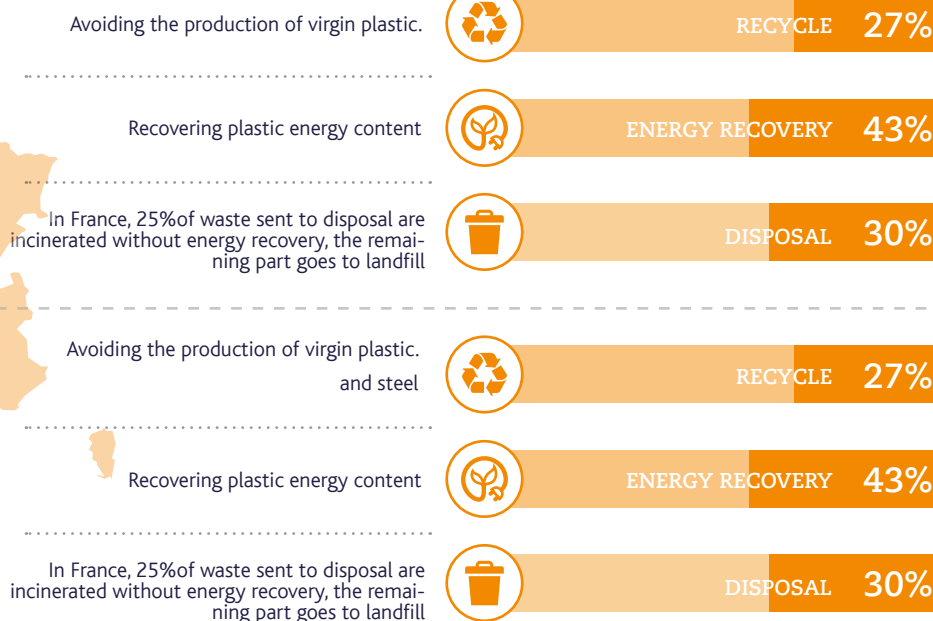 Avoiding the production of virgin plastic.
RECYCLE 27%
Recovering plastic energy content
ENERGY RECOVERY 43%
In France, 25%of waste sent to disposal are
incinerated without energy recovery, the remai-
ning part goes to landfill
DISPOSAL 30%
Avoiding the production of virgin plastic.
and steel
RECYCLE 27%
Recovering plastic energy content
ENERGY RECOVERY 43%
In France, 25%of waste sent to disposal are
incinerated without energy recovery, the remai-
ning part goes to landfill
DISPOSAL 30%